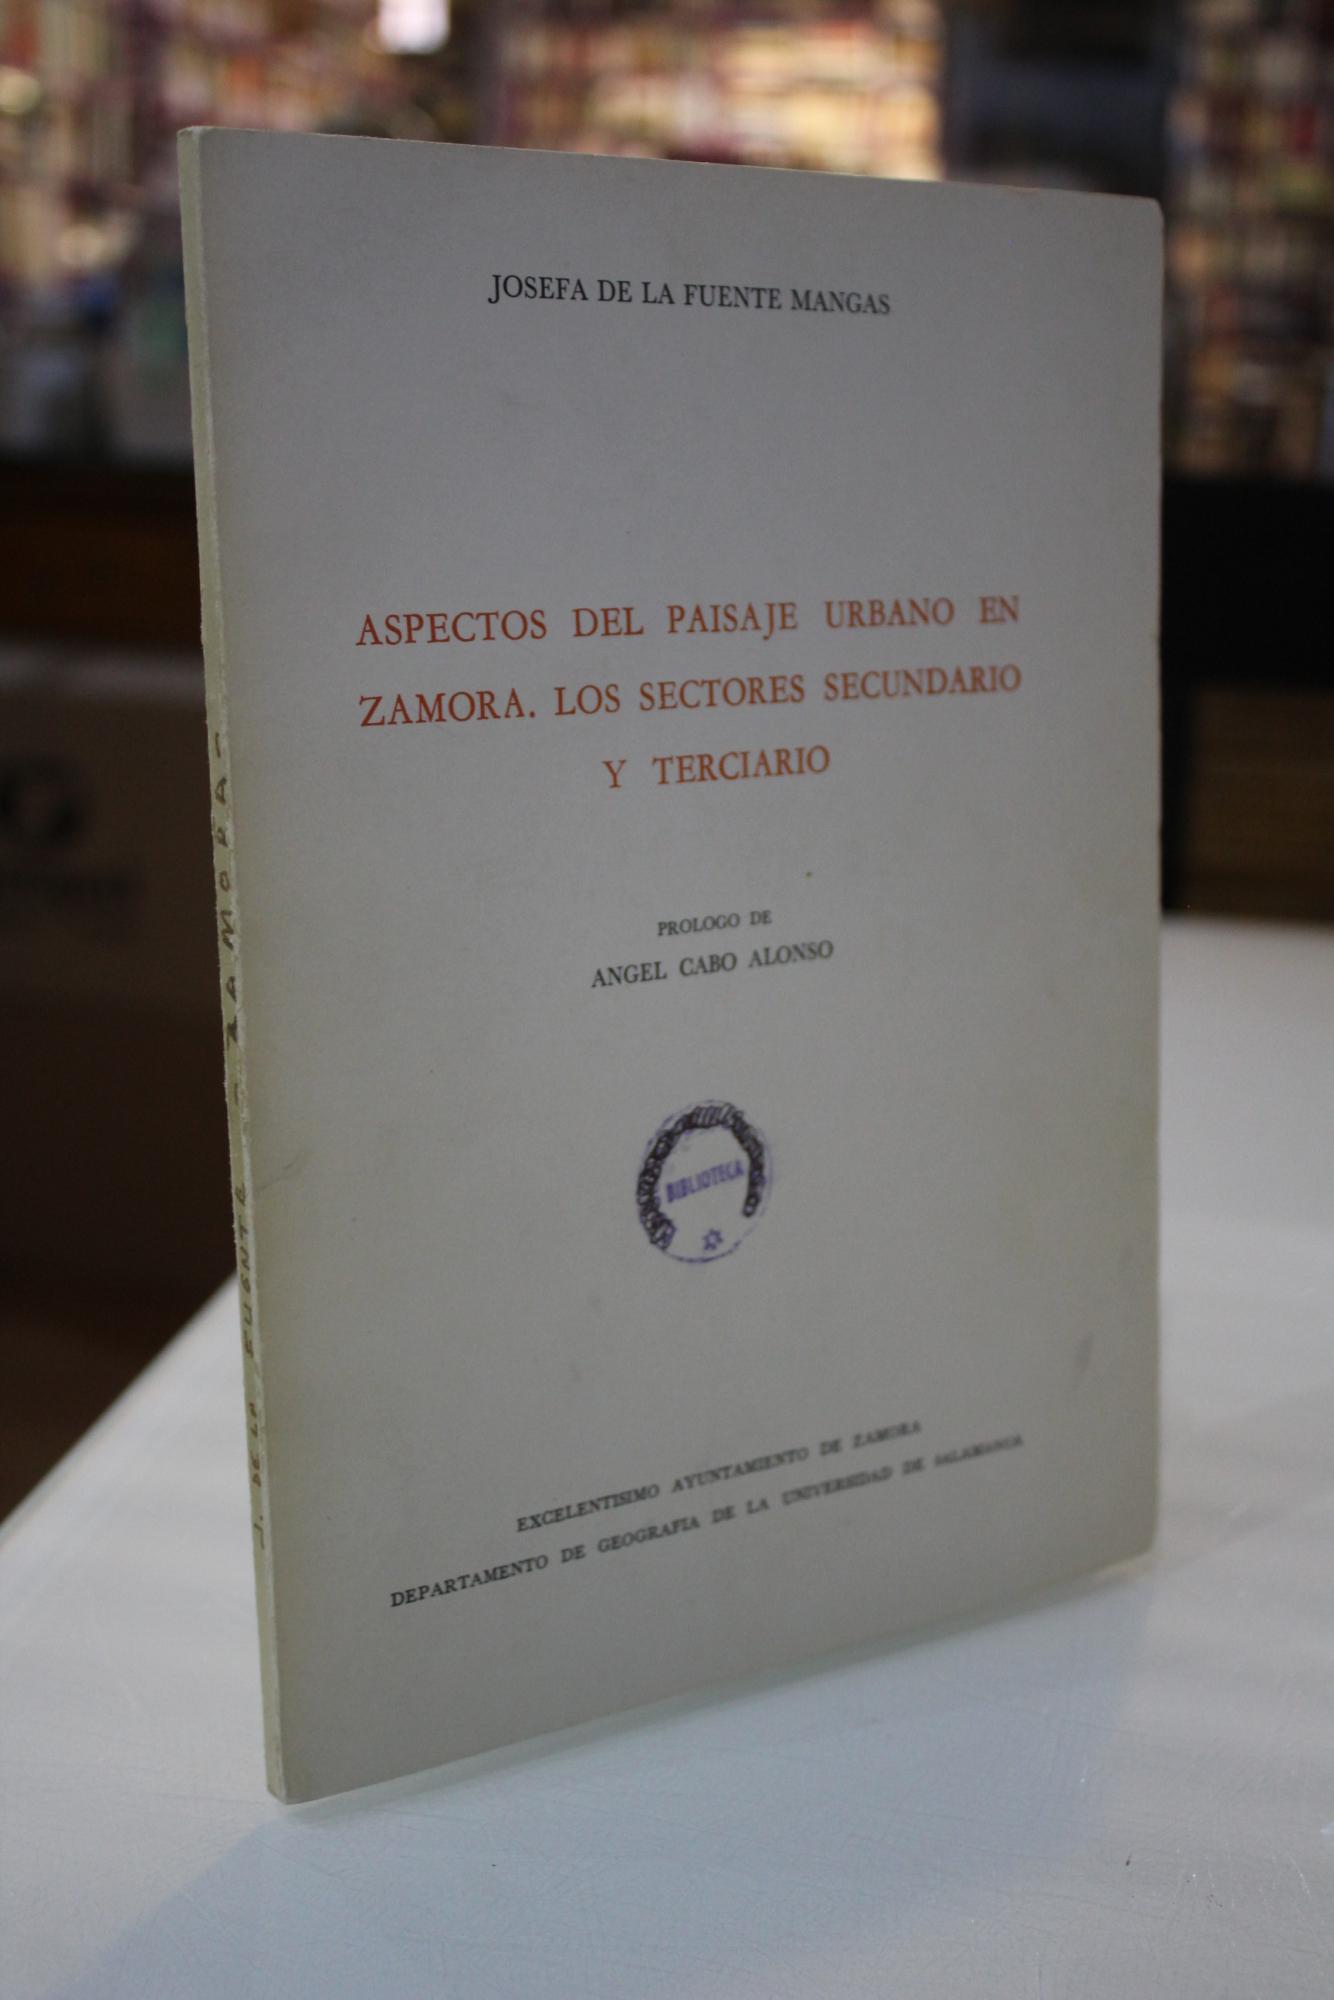 JOSEFA DE LA FUENTE MANGAS
ASPECTOS DEL PAISAJE URBANO EN
ZAMORA. LOS SECTORES SECUNDARIO
Y TERCIARIO
PROLOGO DE
ANGEL CABO ALONSO
BIBLIOTECA
EXCELENTISIMO AYUNTAMIENTO DE ZAMORA
DEPARTAMENTO DE GEOGRAFIA DE LA UNIVERSIDAD DE SALAMANCA
J. DE LA FUENTE -